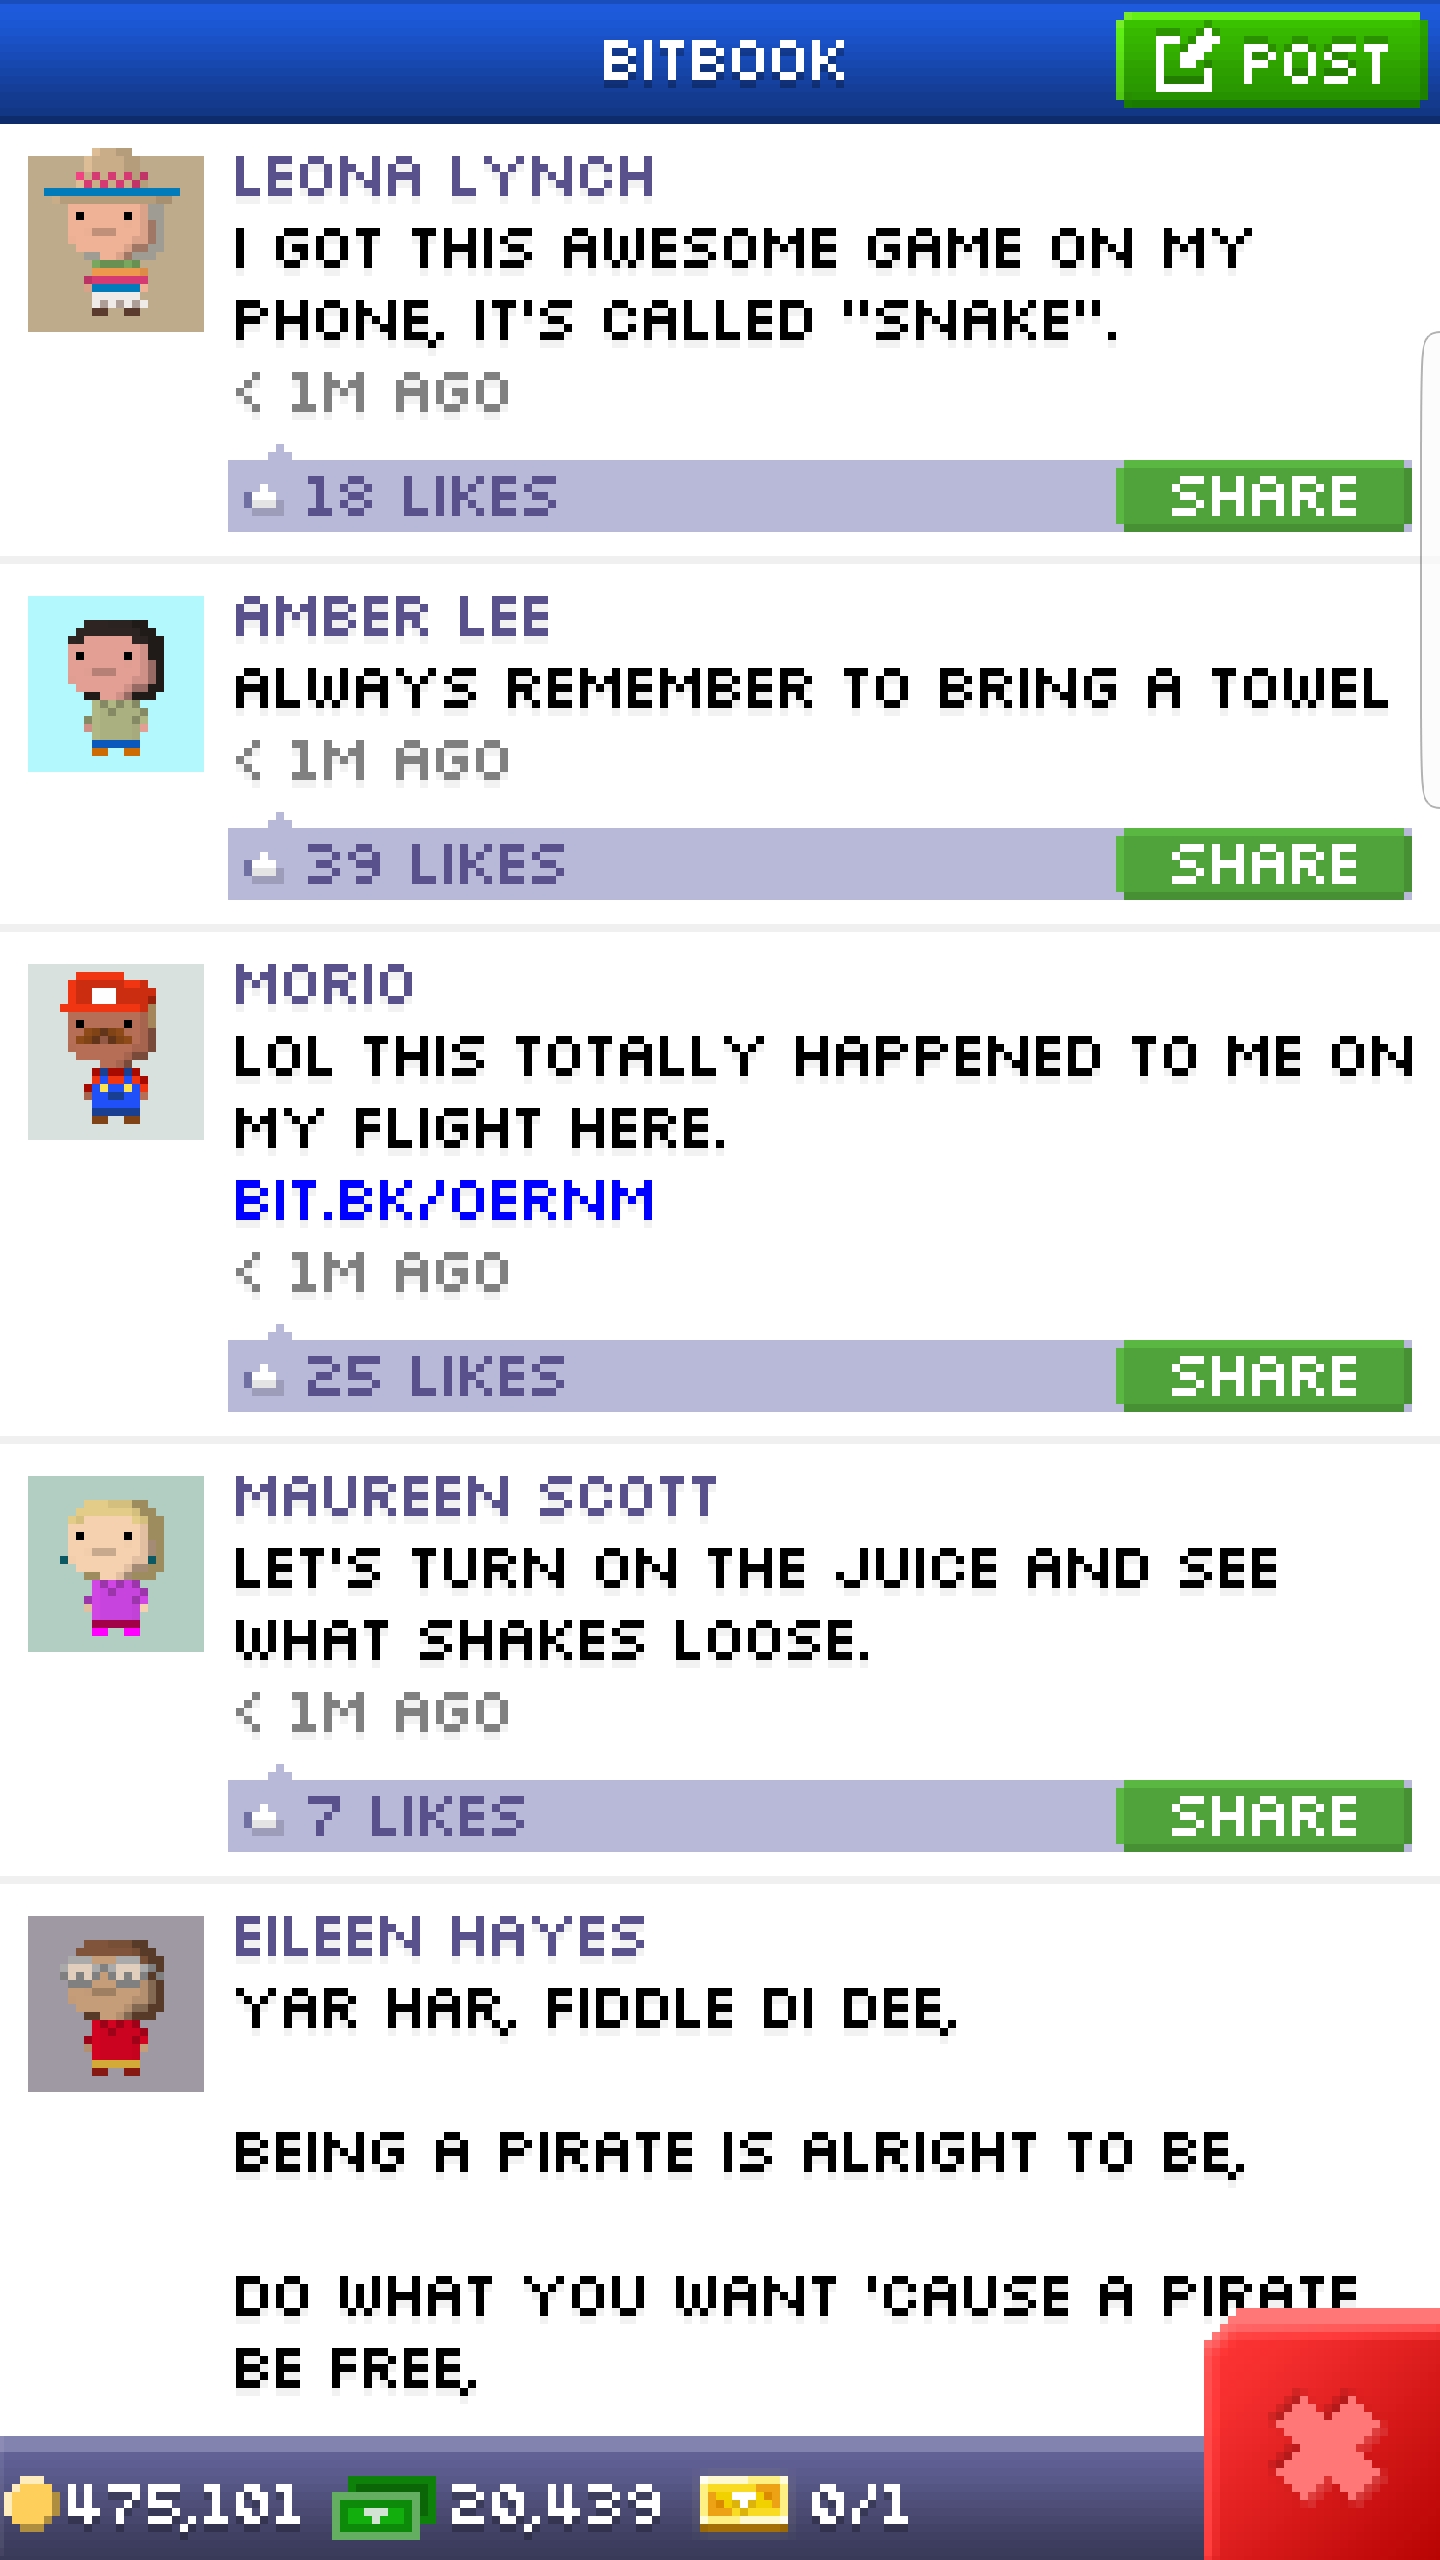 BITBOOK
POST
LEONA LYNCH
I GOT THIS AWESOME GAME ON MY
PHONE, IT'S CALLED "SNAKE".
< 1M AGO
18 LIKES
SHARE
AMBER LEE
ALWAYS REMEMBER TO BRING A TOWEL
< 1M AGO
39 LIKES
SHARE
MORIO
LOL THIS TOTALLY HAPPENED TO ME ON
MY FLIGHT HERE.
BIT.BK/OERNM
< 1M AGO
25 LIKES
SHARE
MAUREEN SCOTT
LET'S TURN ON THE JUICE AND SEE
WHAT SHAKES LOOSE.
< 1M AGO
7 LIKES
SHARE
EILEEN HAYES
YAR HAR, FIDDLE DI DEE,
BEING A PIRATE IS ALRIGHT TO BE,
DO WHAT YOU WANT 'CAUSE A PIRATE
BE FREE,
475,101
20,439
0/1